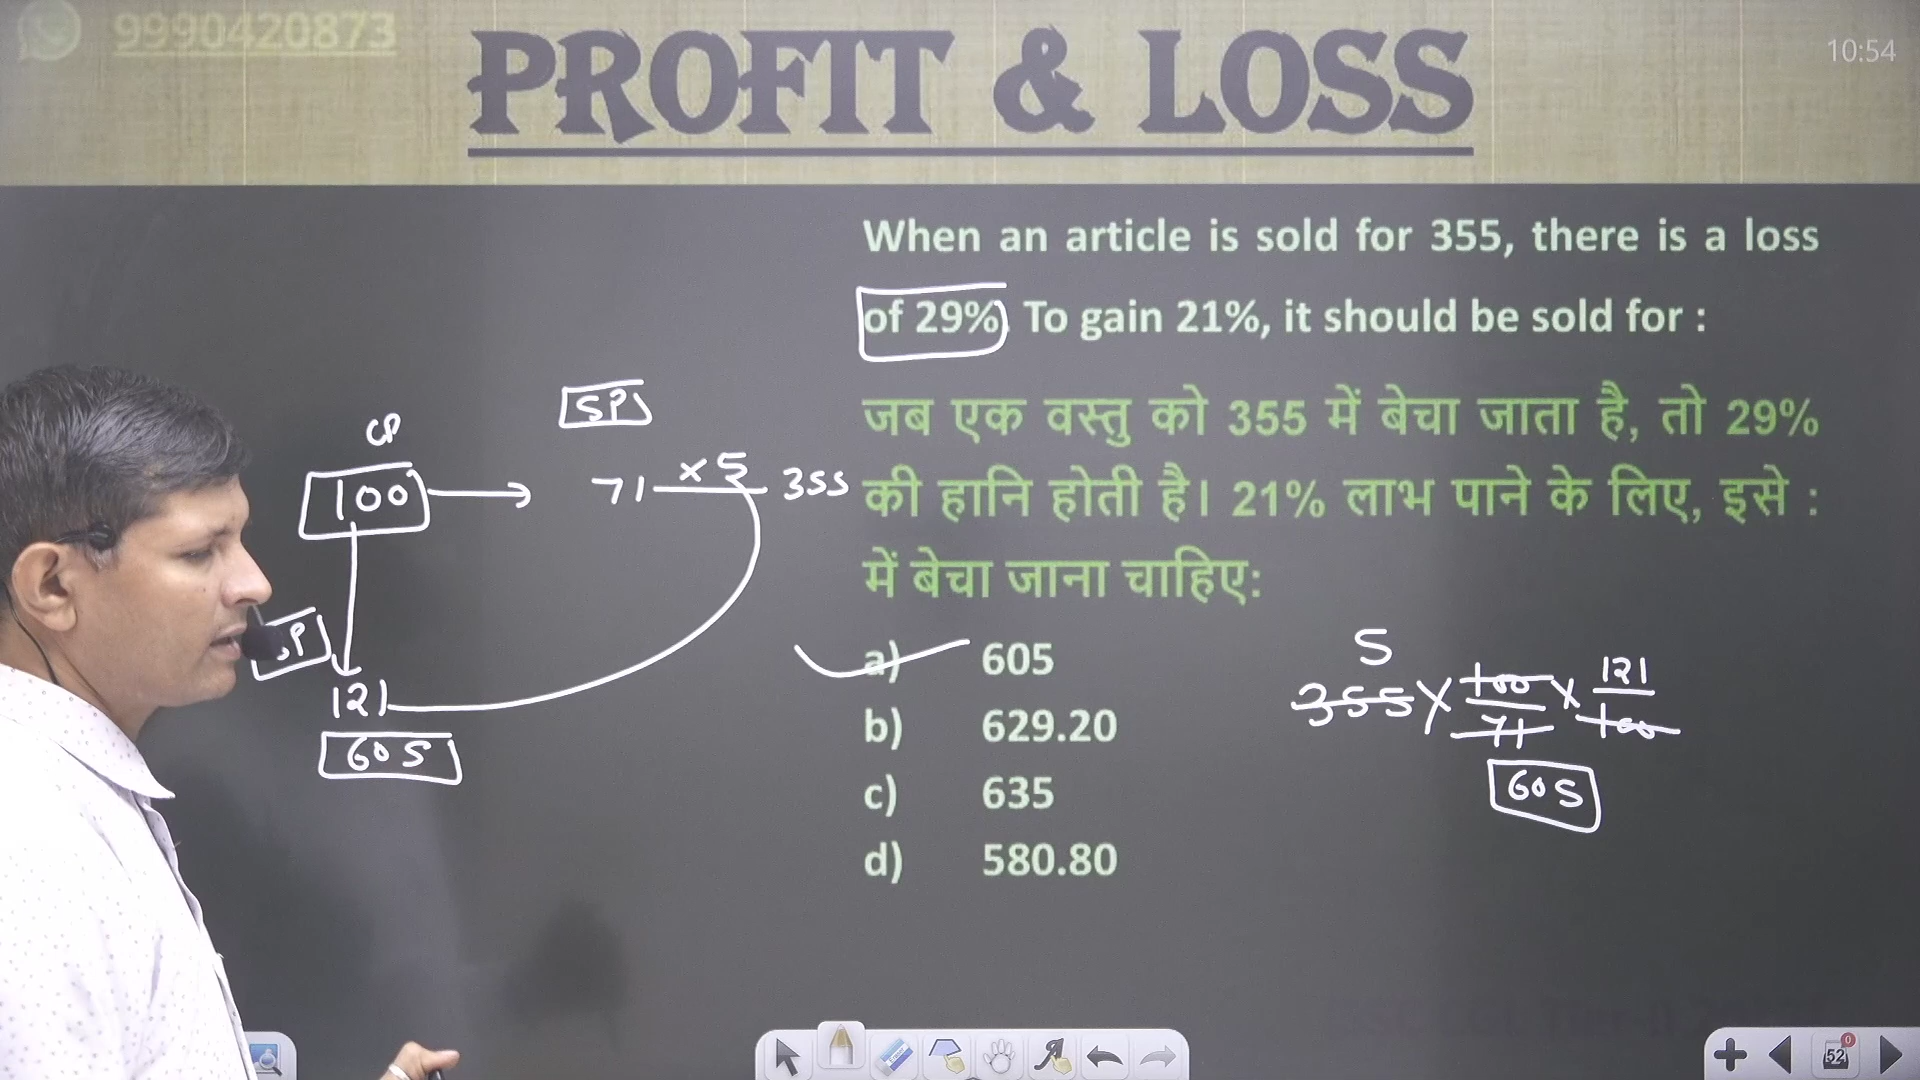 9990420873
PROFIT & LOSS
10:54
When an article is sold for 355, there is a loss
of 29%. To gain 21%, it should be sold for :
जब एक वस्तु को 355 में बेचा जाता है, तो 29%
की हानि होती है। 21% लाभ पाने के लिए, इसे :
में बेचा जाना चाहिए:
a) 605
b) 629.20
c) 635
d) 580.80
CP
SP
100
71 × 5 355
121
605
5
355 × 100/71 × 121/100
605
52
0